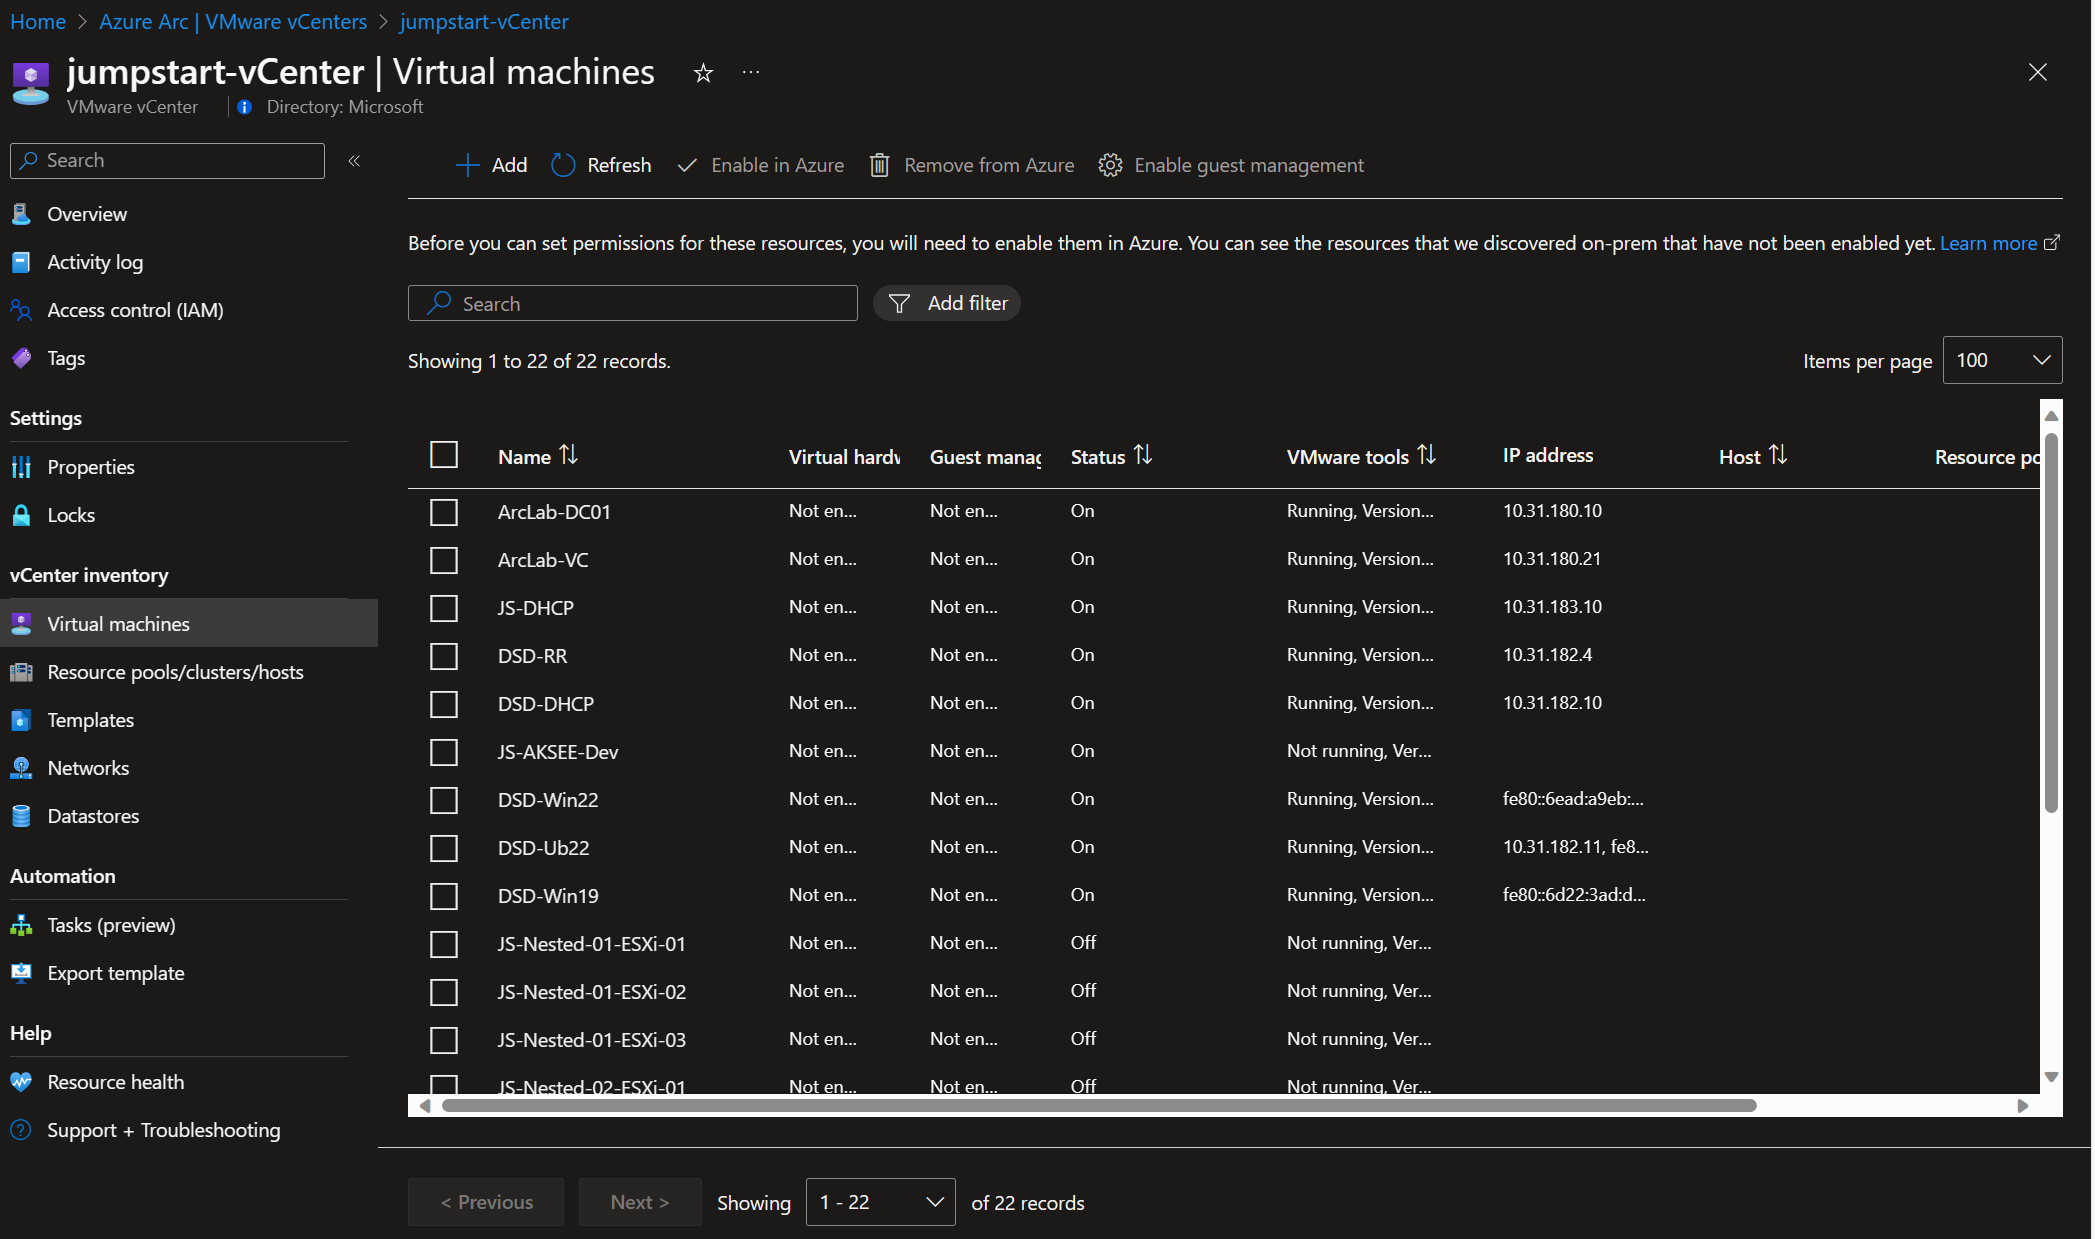 Home > Azure Arc | VMware vCenters > jumpstart-vCenter
jumpstart-vCenter | Virtual machines ☆ ...
VMware vCenter | Directory: Microsoft
Search «
Overview
Activity log
Access control (IAM)
Tags
Settings
Properties
Locks
vCenter inventory
Virtual machines
Resource pools/clusters/hosts
Templates
Networks
Datastores
Automation
Tasks (preview)
Export template
Help
Resource health
Support + Troubleshooting
Add Refresh Enable in Azure Remove from Azure Enable guest management
Before you can set permissions for these resources, you will need to enable them in Azure. You can see the resources that we discovered on-prem that have not been enabled yet. Learn more
Search Add filter
Showing 1 to 22 of 22 records. Items per page 100
Name Virtual hardw Guest manag Status VMware tools IP address Host Resource po
ArcLab-DC01 Not en... Not en... On Running, Version... 10.31.180.10
ArcLab-VC Not en... Not en... On Running, Version... 10.31.180.21
JS-DHCP Not en... Not en... On Running, Version... 10.31.183.10
DSD-RR Not en... Not en... On Running, Version... 10.31.182.4
DSD-DHCP Not en... Not en... On Running, Version... 10.31.182.10
JS-AKSEE-Dev Not en... Not en... On Not running, Ver...
DSD-Win22 Not en... Not en... On Running, Version... fe80::6ead:a9eb:...
DSD-Ub22 Not en... Not en... On Running, Version... 10.31.182.11, fe8...
DSD-Win19 Not en... Not en... On Running, Version... fe80::6d22:3ad:d...
JS-Nested-01-ESXi-01 Not en... Not en... Off Not running, Ver...
JS-Nested-01-ESXi-02 Not en... Not en... Off Not running, Ver...
JS-Nested-01-ESXi-03 Not en... Not en... Off Not running, Ver...
JS-Nested-02-ESXi-01 Not en... Not en... Off Not running, Ver...
< Previous Next > Showing 1 - 22 of 22 records